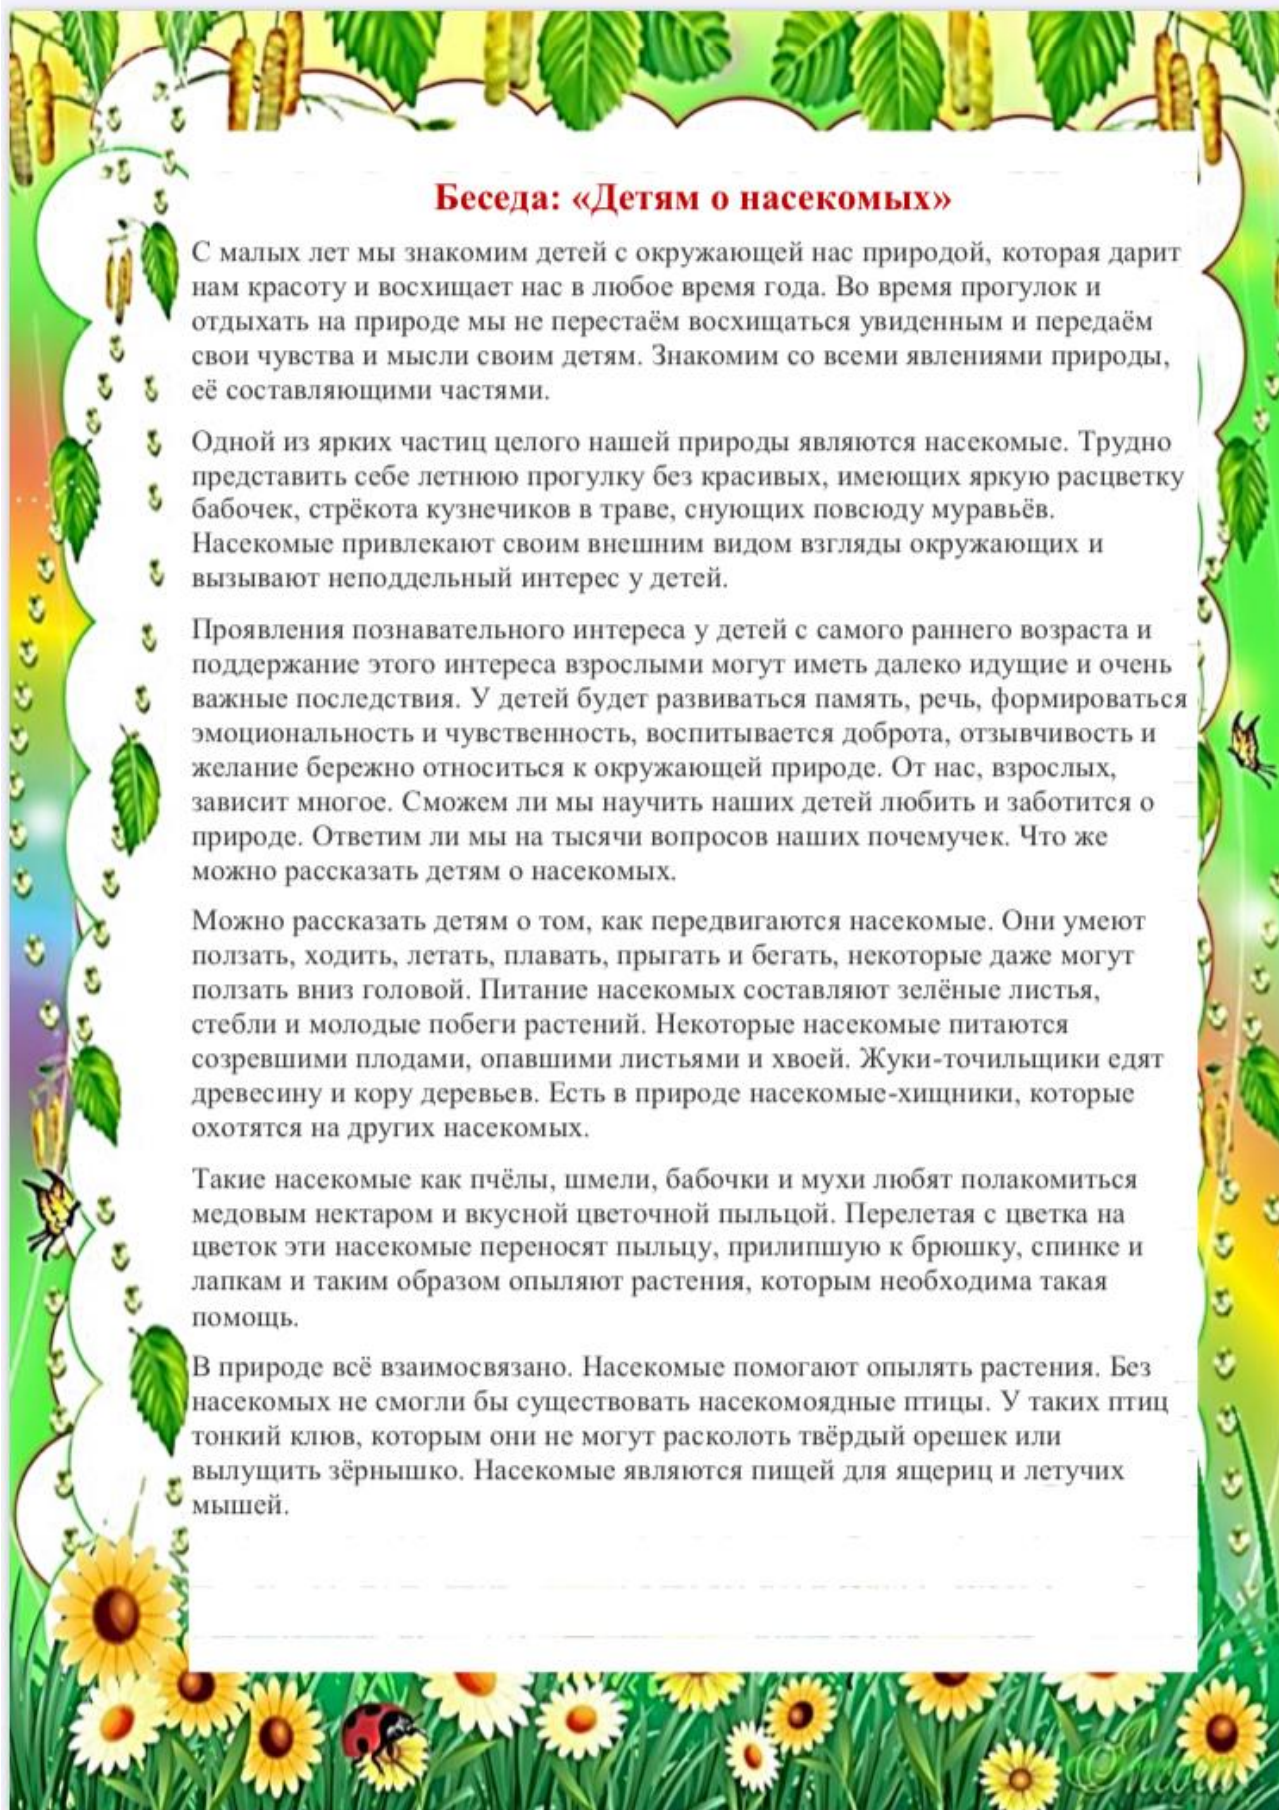 Беседа: «Детям о насекомых»
С малых лет мы знакомим детей с окружающей нас природой, которая дарит
нам красоту и восхищает нас в любое время года. Во время прогулок и
отдыхать на природе мы не перестаём восхищаться увиденным и передаём
свои чувства и мысли своим детям. Знакомим со всеми явлениями природы,
её составляющими частями.
Одной из ярких частиц целого нашей природы являются насекомые. Трудно
представить себе летнюю прогулку без красивых, имеющих яркую расцветку
бабочек, стрёкота кузнечиков в траве, снующих повсюду муравьёв.
Насекомые привлекают своим внешним видом взгляды окружающих и
вызывают неподдельный интерес у детей.
Проявления познавательного интереса у детей с самого раннего возраста и
поддержание этого интереса взрослыми могут иметь далеко идущие и очень
важные последствия. У детей будет развиваться память, речь, формироваться
эмоциональность и чувственность, воспитывается доброта, отзывчивость и
желание бережно относиться к окружающей природе. От нас, взрослых,
зависит многое. Сможем ли мы научить наших детей любить и заботится о
природе. Ответим ли мы на тысячи вопросов наших почемучек. Что же
можно рассказать детям о насекомых.
Можно рассказать детям о том, как передвигаются насекомые. Они умеют
ползать, ходить, летать, плавать, прыгать и бегать, некоторые даже могут
ползать вниз головой. Питание насекомых составляют зелёные листья,
стебли и молодые побеги растений. Некоторые насекомые питаются
созревшими плодами, опавшими листьями и хвоей. Жуки-точильщики едят
древесину и кору деревьев. Есть в природе насекомые-хищники, которые
охотятся на других насекомых.
Такие насекомые как пчёлы, шмели, бабочки и мухи любят полакомиться
медовым нектаром и вкусной цветочной пыльцой. Перелетая с цветка на
цветок эти насекомые переносят пыльцу, прилипшую к брюшку, спинке и
лапкам и таким образом опыляют растения, которым необходима такая
помощь.
В природе всё взаимосвязано. Насекомые помогают опылять растения. Без
насекомых не смогли бы существовать насекомоядные птицы. У таких птиц
тонкий клюв, которым они не могут расколоть твёрдый орешек или
вылущить зёрнышко. Насекомые являются пищей для ящериц и летучих
мышей.